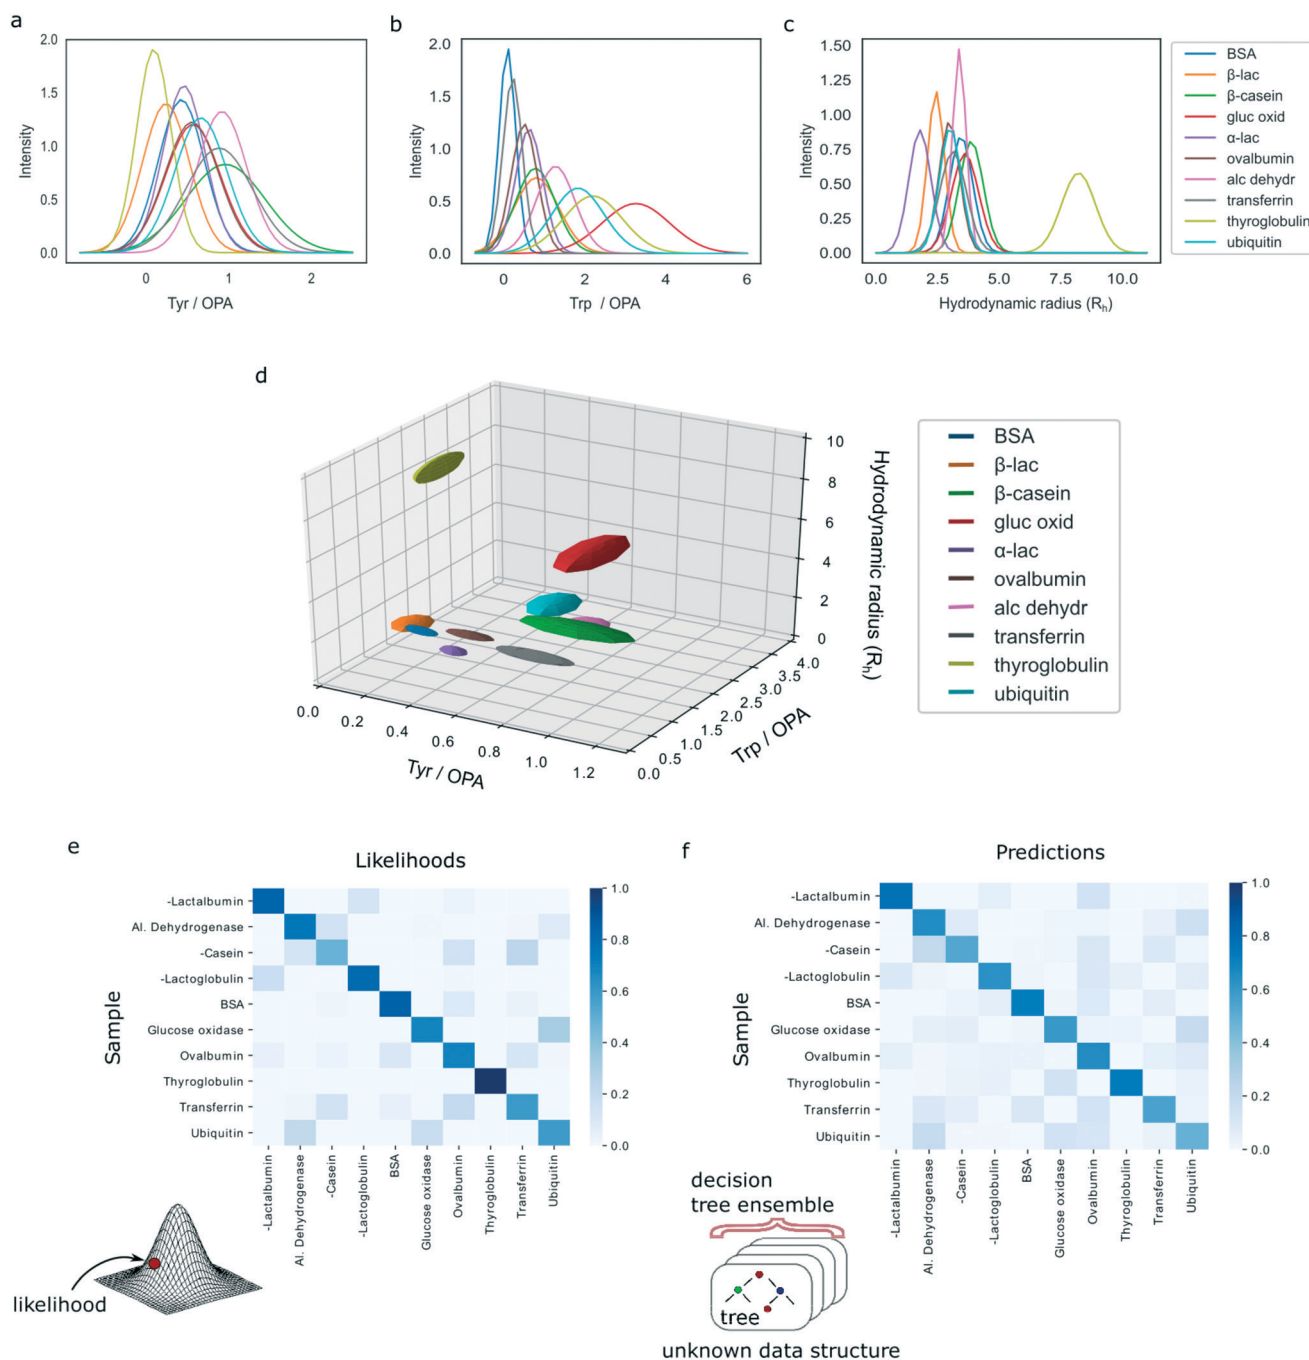 a
2.0
1.5
1.0
0.5
0.0
Intensity
0 1 2
Tyr / OPA
b
2.0
1.5
1.0
0.5
0.0
Intensity
0 2 4 6
Trp / OPA
c
1.50
1.25
1.00
0.75
0.50
0.25
0.00
Intensity
0.0 2.5 5.0 7.5 10.0
Hydrodynamic radius (Rh)
BSA
β-lac
β-casein
gluc oxid
α-lac
ovalbumin
alc dehydr
transferrin
thyroglobulin
ubiquitin
d
10
8
6
4
2
0
Hydrodynamic radius (Rh)
0.0 0.2 0.4 0.6 0.8 1.0 1.2
Tyr / OPA
0.0 0.5 1.0 1.5 2.0 2.5 3.0 3.5 4.0
Trp / OPA
BSA
β-lac
β-casein
gluc oxid
α-lac
ovalbumin
alc dehydr
transferrin
thyroglobulin
ubiquitin
e
Likelihoods
Sample
-Lactalbumin
Al. Dehydrogenase
-Casein
-Lactoglobulin
BSA
Glucose oxidase
Ovalbumin
Thyroglobulin
Transferrin
Ubiquitin
-Lactalbumin
Al. Dehydrogenase
-Casein
-Lactoglobulin
BSA
Glucose oxidase
Ovalbumin
Thyroglobulin
Transferrin
Ubiquitin
1.0
0.8
0.6
0.4
0.2
0.0
likelihood
f
Predictions
Sample
-Lactalbumin
Al. Dehydrogenase
-Casein
-Lactoglobulin
BSA
Glucose oxidase
Ovalbumin
Thyroglobulin
Transferrin
Ubiquitin
-Lactalbumin
Al. Dehydrogenase
-Casein
-Lactoglobulin
BSA
Glucose oxidase
Ovalbumin
Thyroglobulin
Transferrin
Ubiquitin
1.0
0.8
0.6
0.4
0.2
0.0
decision
tree ensemble
tree
unknown data structure